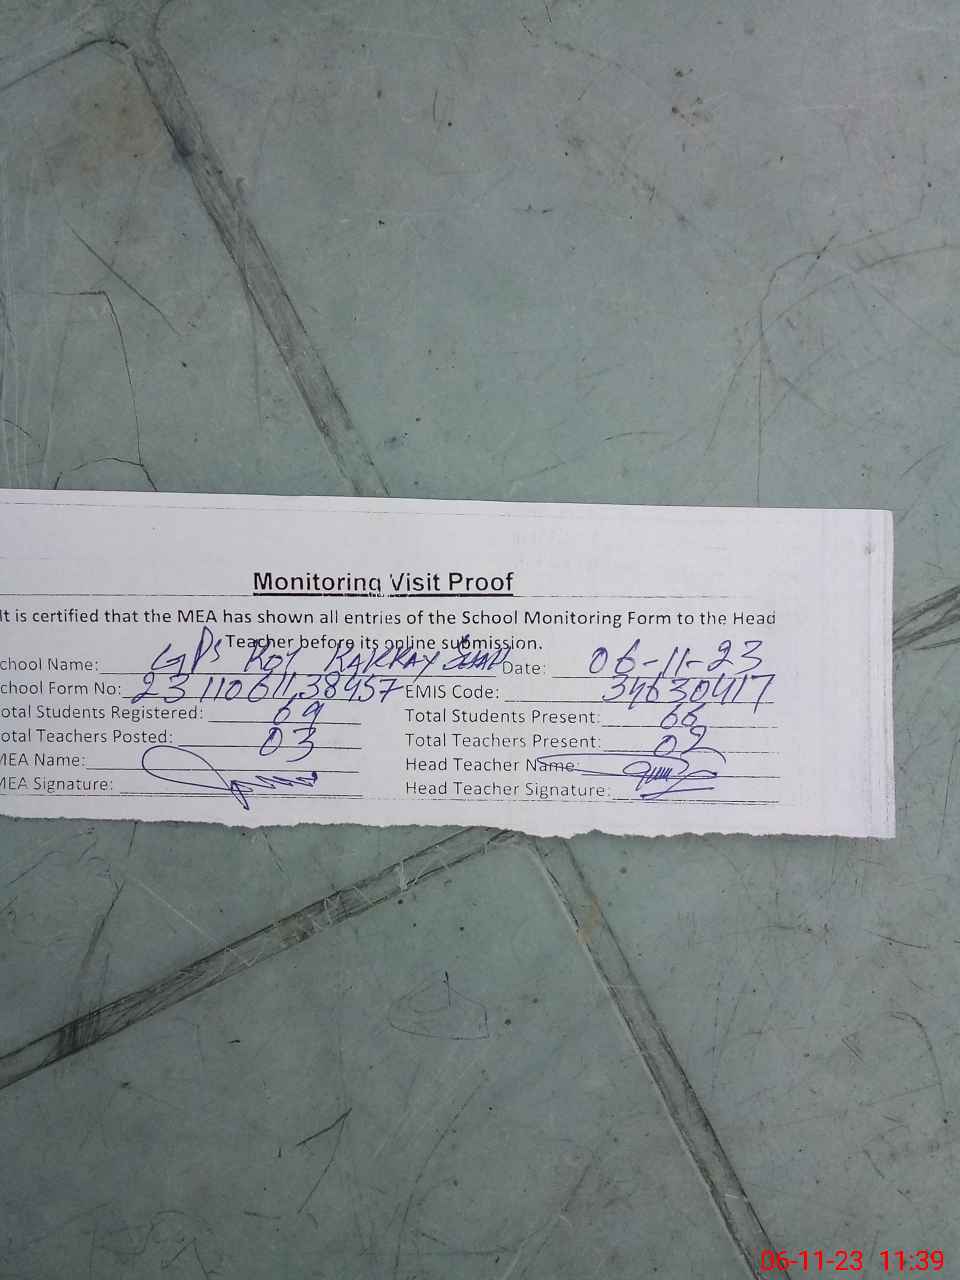 Monitoring Visit Proof
It is certified that the MEA has shown all entries of the School Monitoring Form to the Head
Teacher before its online submission.
chool Name: GPS Date: 06-11-23
chool Form No: 23110611,38457 EMIS Code: 34630417
otal Students Registered: 69 Total Students Present: 66
otal Teachers Posted: 03 Total Teachers Present: 02
MEA Name: Head Teacher Name:
MEA Signature: Head Teacher Signature:
06-11-23 11:39